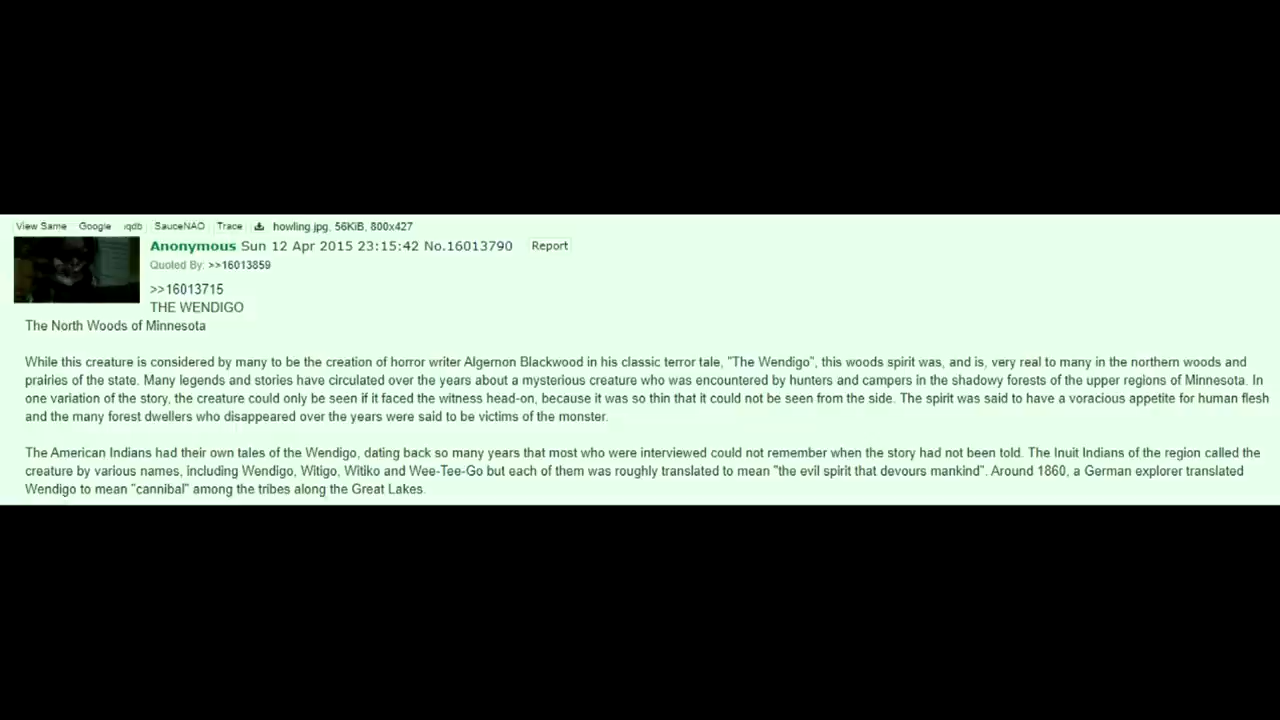 View Same Google iqdb SauceNAO Trace howling.jpg, 56KiB, 800x427
Anonymous Sun 12 Apr 2015 23:15:42 No.16013790 Report
Quoted By: >>16013859
>>16013715
THE WENDIGO
The North Woods of Minnesota
While this creature is considered by many to be the creation of horror writer Algernon Blackwood in his classic terror tale, "The Wendigo", this woods spirit was, and is, very real to many in the northern woods and
prairies of the state. Many legends and stories have circulated over the years about a mysterious creature who was encountered by hunters and campers in the shadowy forests of the upper regions of Minnesota. In
one variation of the story, the creature could only be seen if it faced the witness head-on, because it was so thin that it could not be seen from the side. The spirit was said to have a voracious appetite for human flesh
and the many forest dwellers who disappeared over the years were said to be victims of the monster.
The American Indians had their own tales of the Wendigo, dating back so many years that most who were interviewed could not remember when the story had not been told. The Inuit Indians of the region called the
creature by various names, including Wendigo, Witigo, Witiko and Wee-Tee-Go but each of them was roughly translated to mean "the evil spirit that devours mankind". Around 1860, a German explorer translated
Wendigo to mean "cannibal" among the tribes along the Great Lakes.